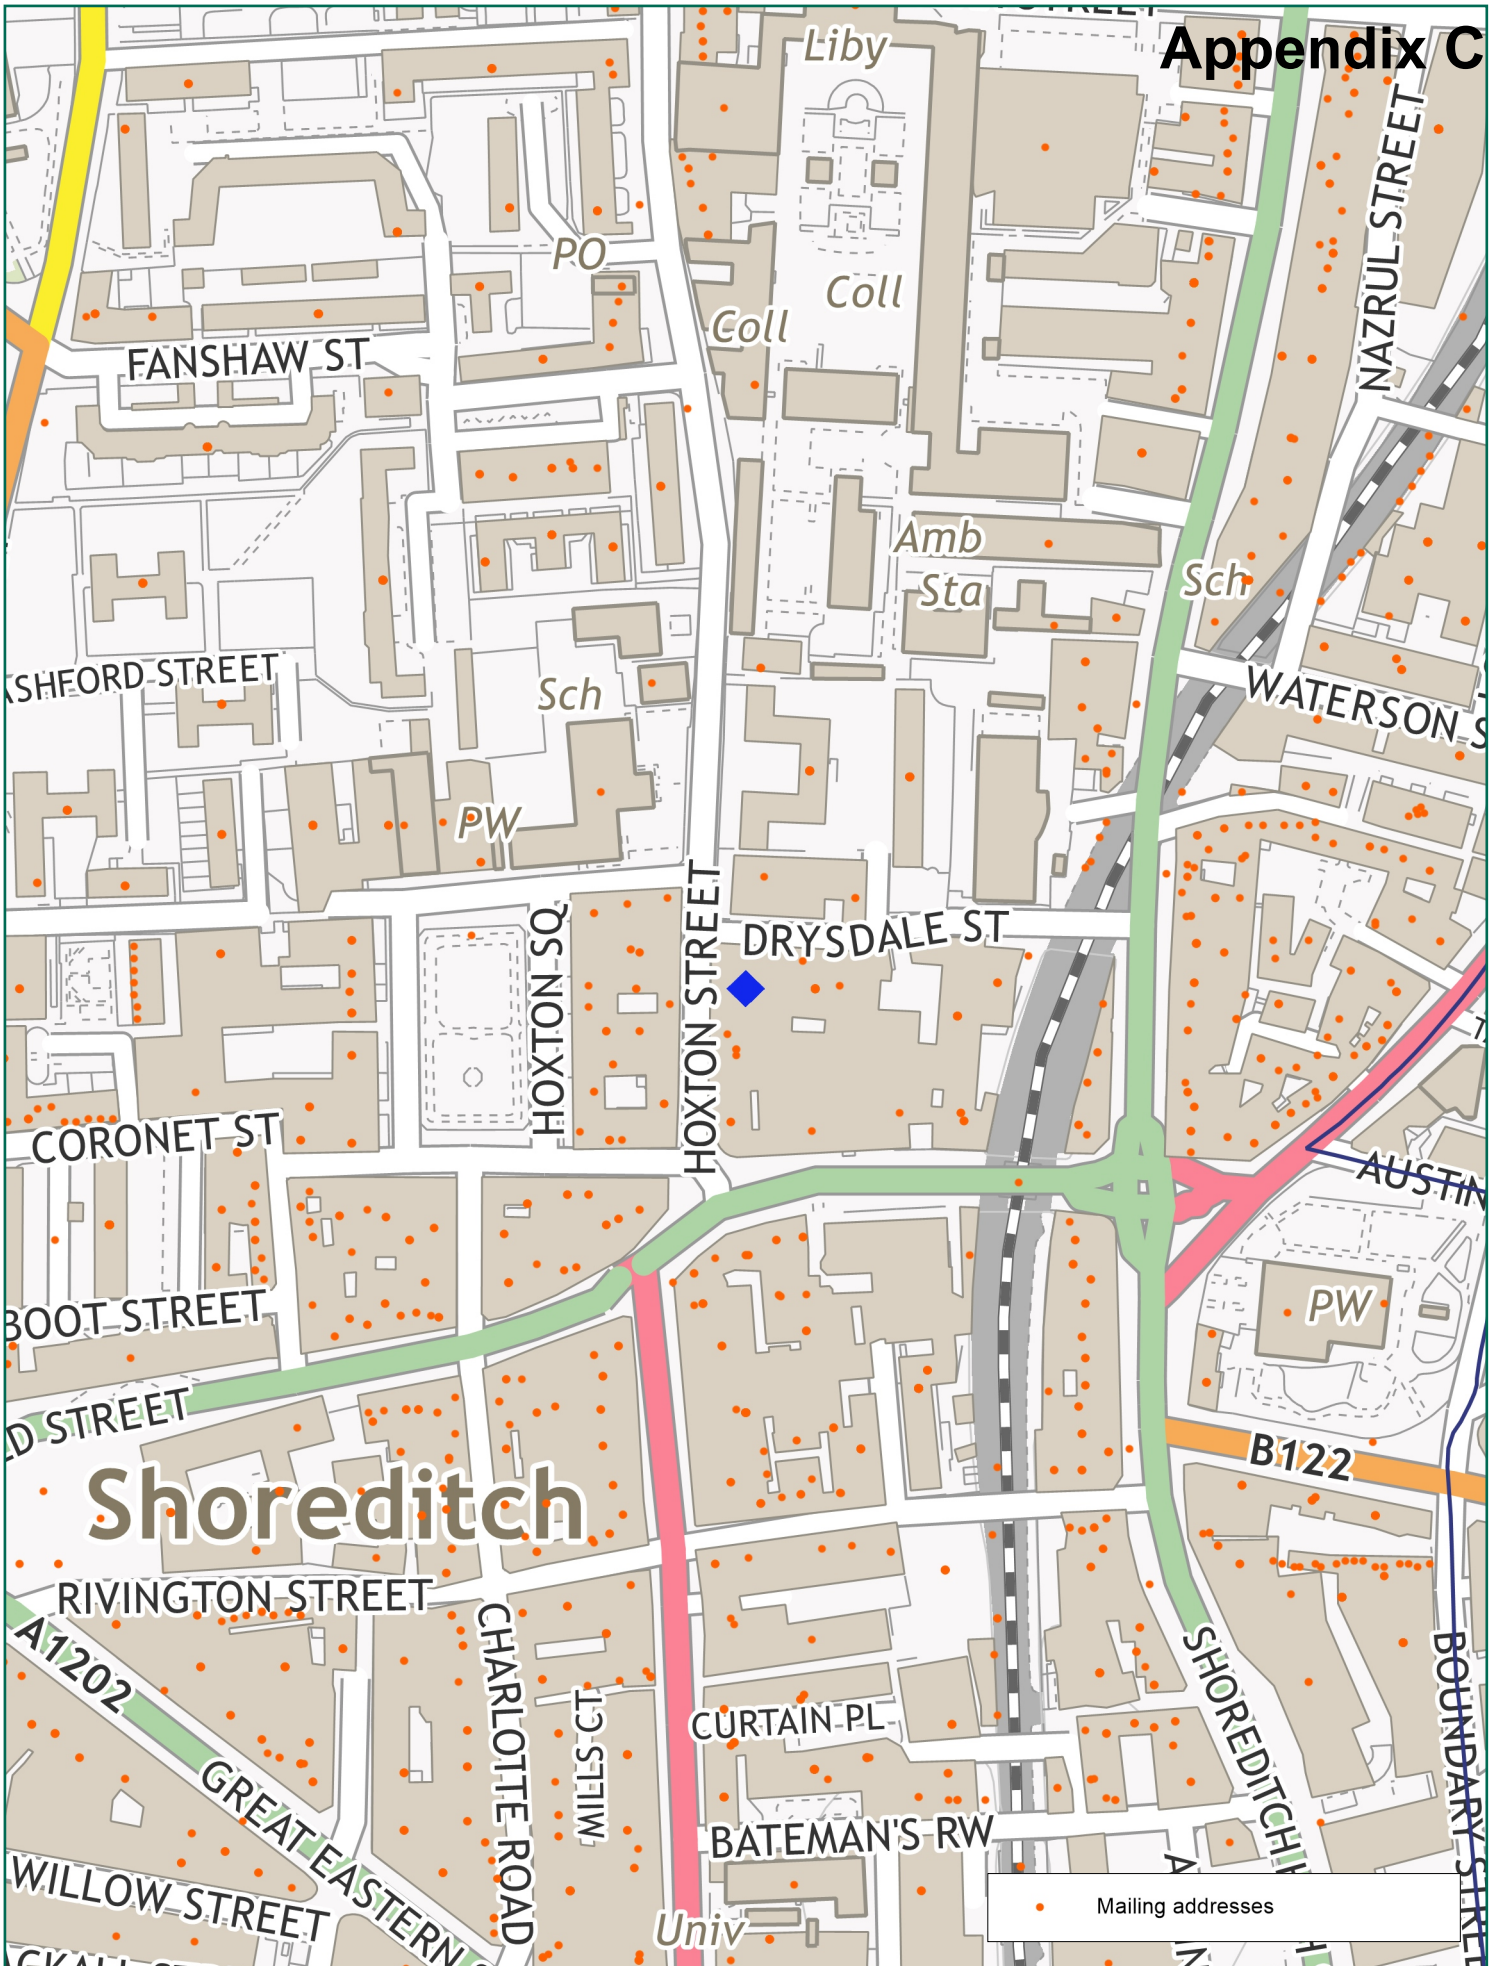 Appendix C
Liby
NAZRUL STREET
PO
Coll
Coll
FANSHAW ST
Amb
Sta
Sch
ASHFORD STREET
Sch
WATERSON S
PW
HOXTON SQ
HOXTON STREET
DRYSDALE ST
CORONET ST
AUSTIN
BOOT STREET
PW
D STREET
B122
Shoreditch
RIVINGTON STREET
A1202
CHARLOTTE ROAD
MILLS CT
CURTAIN PL
SHOREDITCH H
BOUNDARY STREE
GREAT EASTERN S
BATEMAN'S RW
WILLOW STREET
Mailing addresses
Univ